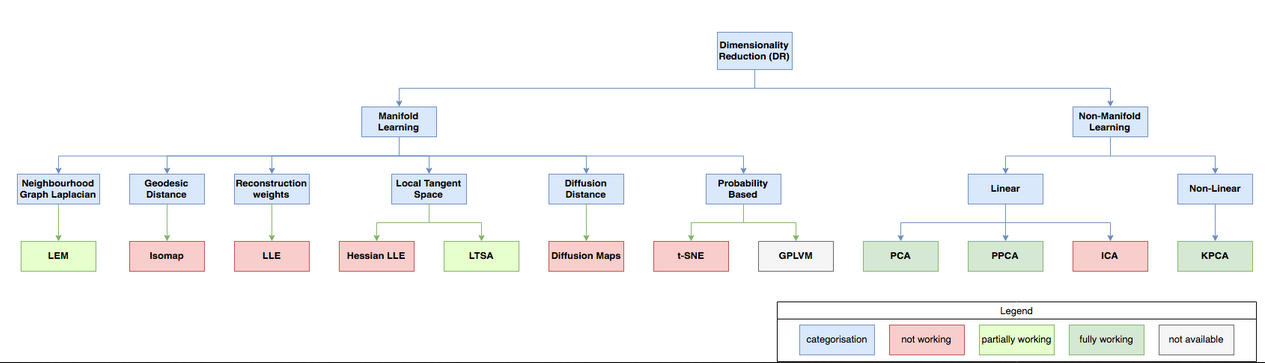 Dimensionality
Reduction (DR)
Manifold
Learning
Non-Manifold
Learning
Neighbourhood
Graph Laplacian
Geodesic
Distance
Reconstruction
weights
Local Tangent
Space
Diffusion
Distance
Probability
Based
Linear
Non-Linear
LEM
Isomap
LLE
Hessian LLE
LTSA
Diffusion Maps
t-SNE
GPLVM
PCA
PPCA
ICA
KPCA
Legend
categorisation
not working
partially working
fully working
not available